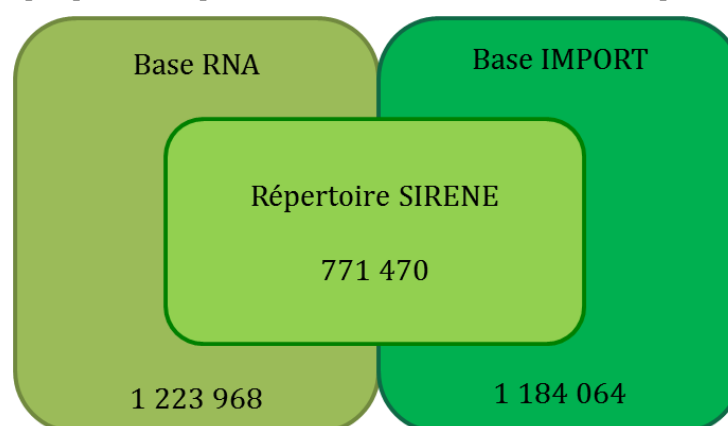 Base RNA
Base IMPORT
Répertoire SIRENE
771 470
1 223 968
1 184 064